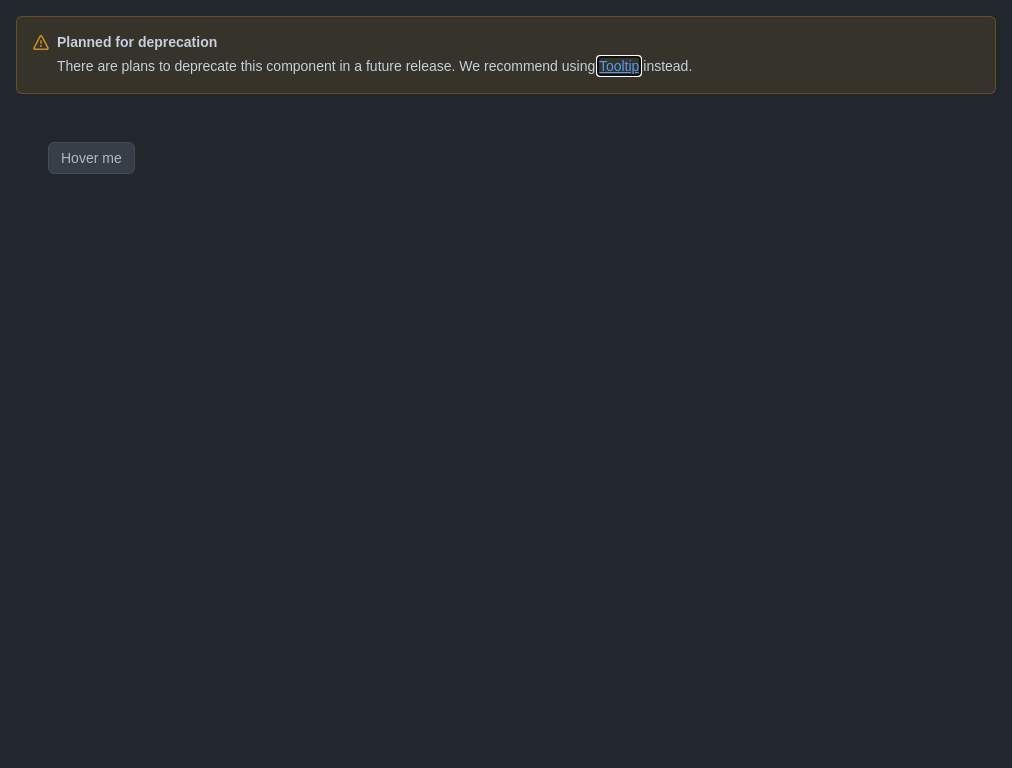 Planned for deprecation
There are plans to deprecate this component in a future release. We recommend using Tooltip instead.
Hover me